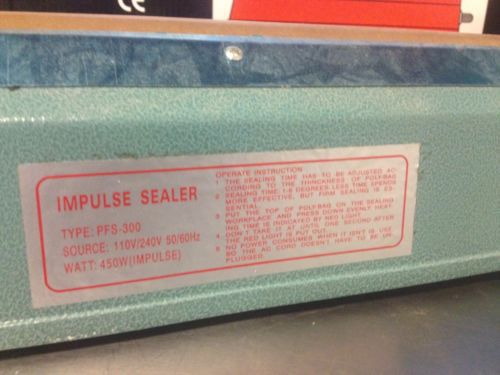 CE
IMPULSE SEALER
TYPE: PFS-300
SOURCE: 110V/240V 50/60Hz
WATT: 450W(IMPULSE)
OPERATE INSTRUCTION
1 THE SEALING TIME HAS TO BE ADJUSTED AC-
CORDING TO THE THINCKNESS OF POLY-BAG
2 SEALING TIME:1-8 DEGREES.LESS TIME SPENDS
MORE EFFECTIVE, BUT FIRM SEALING IS ES-
SENTIAL.
3 PUT THE TOP OF POLY-BAG ON THE SEALING
WORKPLACE AND PRESS DOWN EVENLY HEAT-
ING TIME IS INDICATED BY RED LIGHT.
4 DON'T TAKE IT AT UNTIL ONE SECOND AFTER
THE RED LIGHT IS PUT OUT
WHEN IT ISN'T IN USE
NO POWER CONSUMES
SO THE AC CORD DOESN'T HAVE TO BE UN-
PLUGGED.